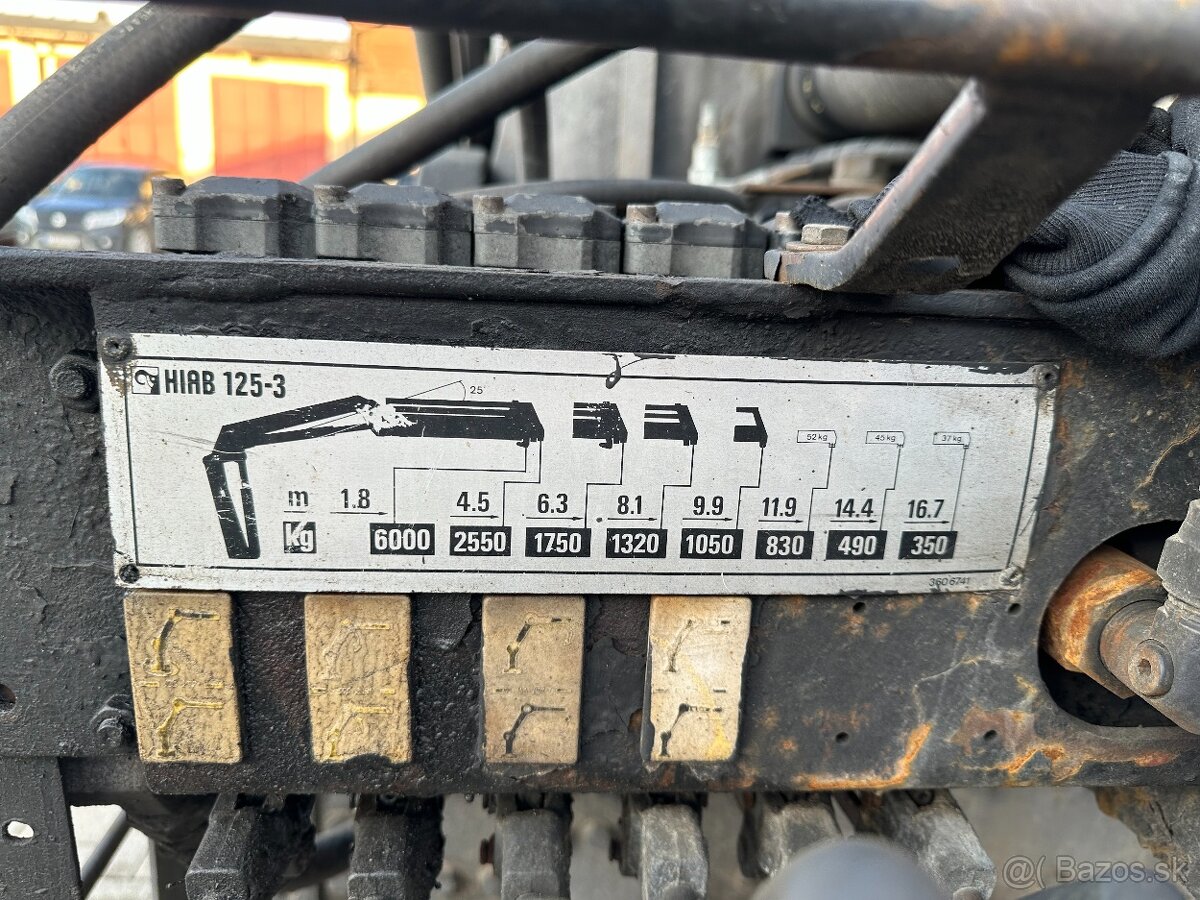 HIAB 125-3
25
52 kg 45 kg 37 kg
m 1.8 4.5 6.3 8.1 9.9 11.9 14.4 16.7
kg 6000 2550 1750 1320 1050 830 490 350
360 6741
@( Bazos.sk